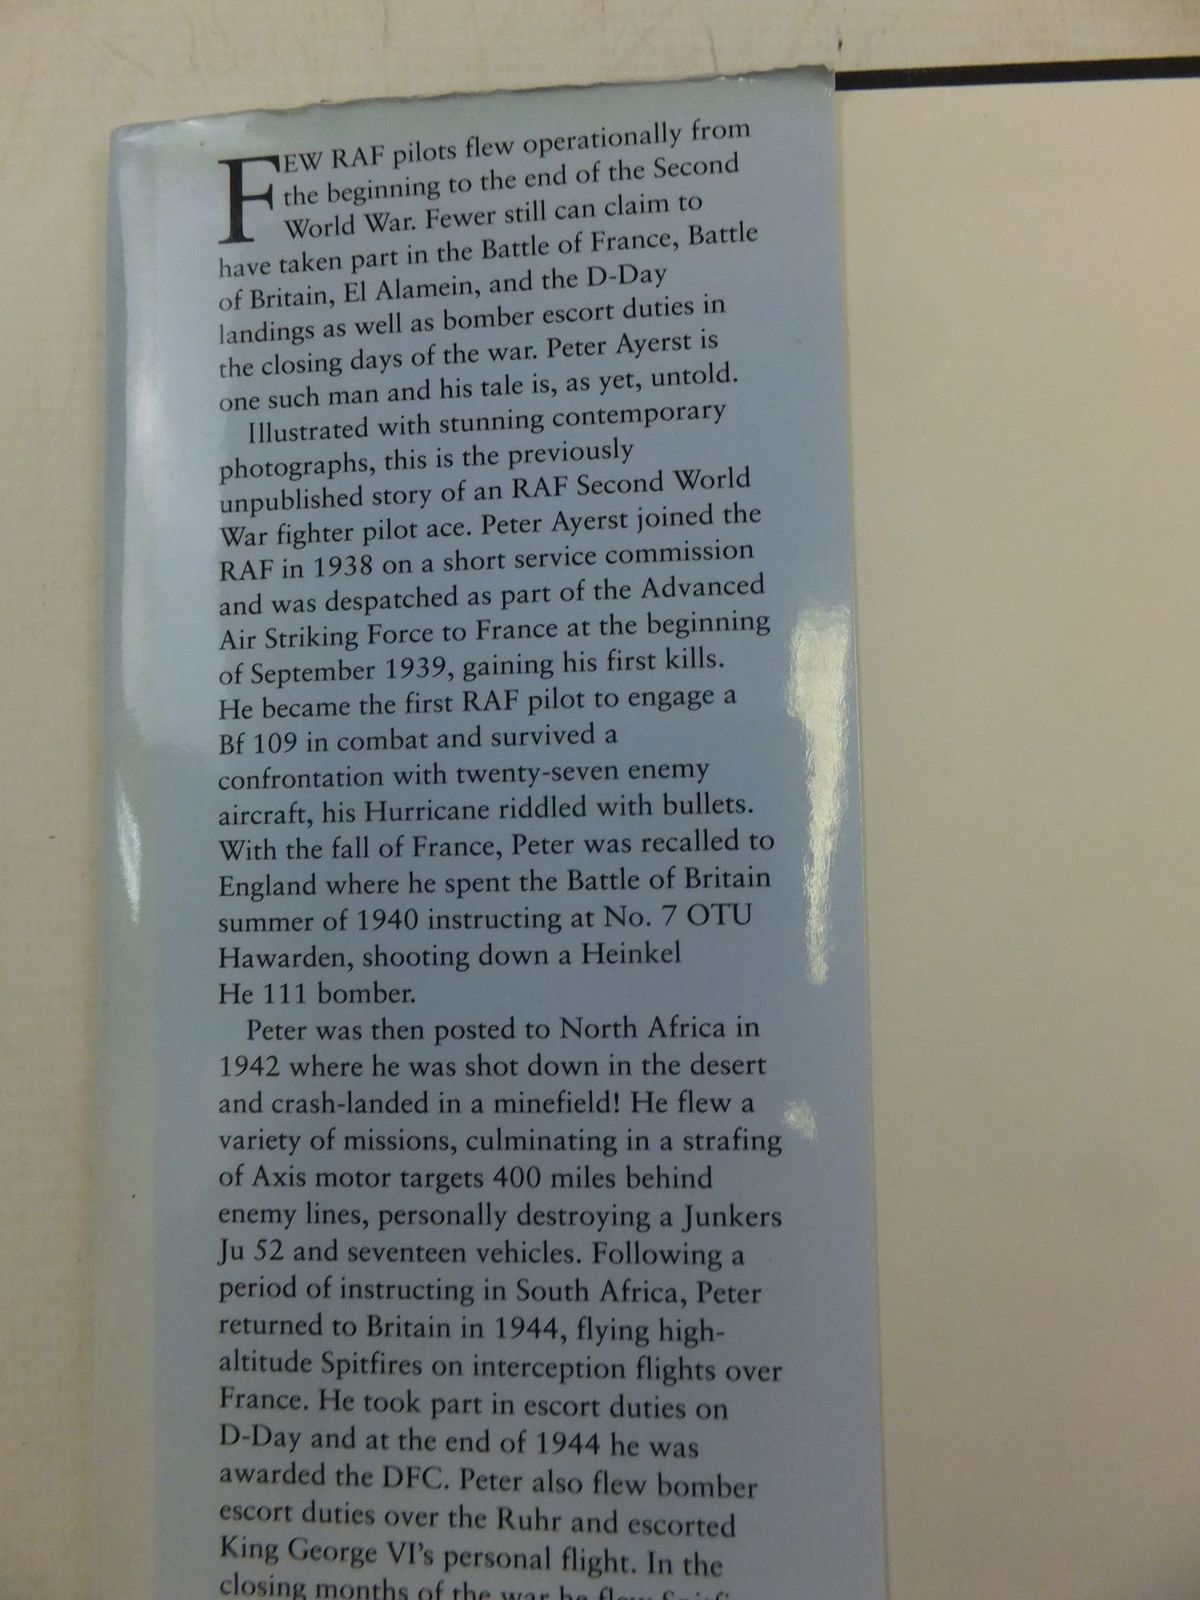 FEW RAF pilots flew operationally from
the beginning to the end of the Second
World War. Fewer still can claim to
have taken part in the Battle of France, Battle
of Britain, El Alamein, and the D-Day
landings as well as bomber escort duties in
the closing days of the war. Peter Ayerst is
one such man and his tale is, as yet, untold.
Illustrated with stunning contemporary
photographs, this is the previously
unpublished story of an RAF Second World
War fighter pilot ace. Peter Ayerst joined the
RAF in 1938 on a short service commission
and was despatched as part of the Advanced
Air Striking Force to France at the beginning
of September 1939, gaining his first kills.
He became the first RAF pilot to engage a
Bf 109 in combat and survived a
confrontation with twenty-seven enemy
aircraft, his Hurricane riddled with bullets.
With the fall of France, Peter was recalled to
England where he spent the Battle of Britain
summer of 1940 instructing at No. 7 OTU
Hawarden, shooting down a Heinkel
He 111 bomber.
Peter was then posted to North Africa in
1942 where he was shot down in the desert
and crash-landed in a minefield! He flew a
variety of missions, culminating in a strafing
of Axis motor targets 400 miles behind
enemy lines, personally destroying a Junkers
Ju 52 and seventeen vehicles. Following a
period of instructing in South Africa, Peter
returned to Britain in 1944, flying high-
altitude Spitfires on interception flights over
France. He took part in escort duties on
D-Day and at the end of 1944 he was
awarded the DFC. Peter also flew bomber
escort duties over the Ruhr and escorted
King George VI's personal flight. In the
closing months of the war he flew